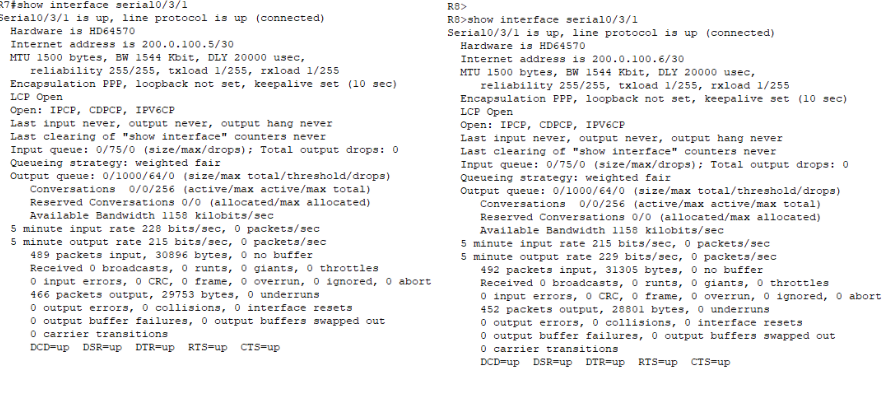 R7#show interface serial0/3/1
Serial0/3/1 is up, line protocol is up (connected)
Hardware is HD64570
Internet address is 200.0.100.5/30
MTU 1500 bytes, BW 1544 Kbit, DLY 20000 usec,
reliability 255/255, txload 1/255, rxload 1/255
Encapsulation PPP, loopback not set, keepalive set (10 sec)
LCP Open
Open: IPCP, CDPCP, IPV6CP
Last input never, output never, output hang never
Last clearing of "show interface" counters never
Input queue: 0/75/0 (size/max/drops); Total output drops: 0
Queueing strategy: weighted fair
Output queue: 0/1000/64/0 (size/max total/threshold/drops)
Conversations 0/0/256 (active/max active/max total)
Reserved Conversations 0/0 (allocated/max allocated)
Available Bandwidth 1158 kilobits/sec
5 minute input rate 228 bits/sec, 0 packets/sec
5 minute output rate 215 bits/sec, 0 packets/sec
489 packets input, 30896 bytes, 0 no buffer
Received 0 broadcasts, 0 runts, 0 giants, 0 throttles
0 input errors, 0 CRC, 0 frame, 0 overrun, 0 ignored, 0 abort
466 packets output, 29753 bytes, 0 underruns
0 output errors, 0 collisions, 0 interface resets
0 output buffer failures, 0 output buffers swapped out
0 carrier transitions
DCD=up DSR=up DTR=up RTS=up CTS=up
R8>
R8>show interface serial0/3/1
Serial0/3/1 is up, line protocol is up (connected)
Hardware is HD64570
Internet address is 200.0.100.6/30
MTU 1500 bytes, BW 1544 Kbit, DLY 20000 usec,
reliability 255/255, txload 1/255, rxload 1/255
Encapsulation PPP, loopback not set, keepalive set (10 sec)
LCP Open
Open: IPCP, CDPCP, IPV6CP
Last input never, output never, output hang never
Last clearing of "show interface" counters never
Input queue: 0/75/0 (size/max/drops); Total output drops: 0
Queueing strategy: weighted fair
Output queue: 0/1000/64/0 (size/max total/threshold/drops)
Conversations 0/0/256 (active/max active/max total)
Reserved Conversations 0/0 (allocated/max allocated)
Available Bandwidth 1158 kilobits/sec
5 minute input rate 215 bits/sec, 0 packets/sec
5 minute output rate 229 bits/sec, 0 packets/sec
492 packets input, 31305 bytes, 0 no buffer
Received 0 broadcasts, 0 runts, 0 giants, 0 throttles
0 input errors, 0 CRC, 0 frame, 0 overrun, 0 ignored, 0 abort
452 packets output, 28801 bytes, 0 underruns
0 output errors, 0 collisions, 0 interface resets
0 output buffer failures, 0 output buffers swapped out
0 carrier transitions
DCD=up DSR=up DTR=up RTS=up CTS=up